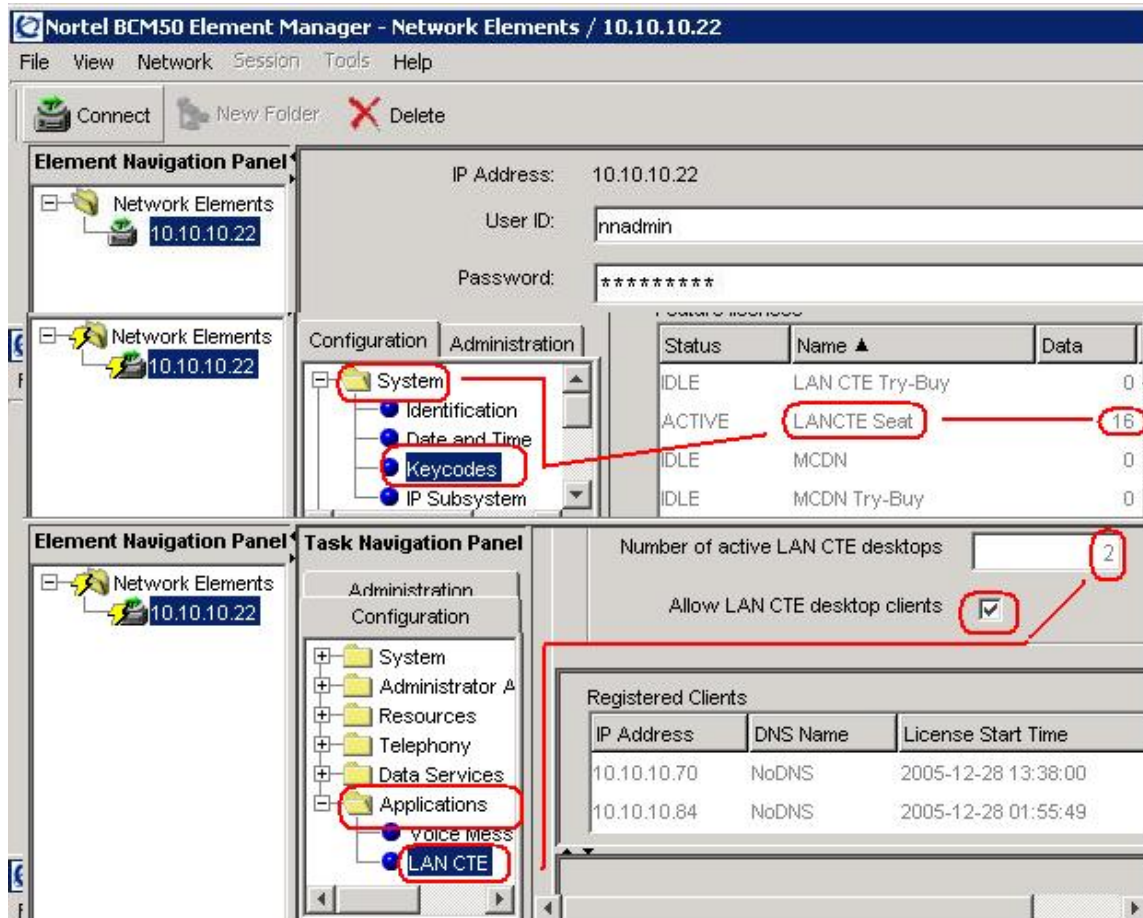 Nortel BCM50 Element Manager - Network Elements / 10.10.10.22
File View Network Session Tools Help
Connect New Folder Delete
Element Navigation Panel
Network Elements
10.10.10.22
IP Address: 10.10.10.22
User ID: nnadmin
Password: *********
Network Elements
10.10.10.22
Configuration Administration
System
Identification
Date and Time
Keycodes
IP Subsystem
Feature licenses
Status Name Data
IDLE LAN CTE Try-Buy 0
ACTIVE LANCTE Seat 16
IDLE MCDN 0
IDLE MCDN Try-Buy 0
Element Navigation Panel
Network Elements
10.10.10.22
Task Navigation Panel
Administration
Configuration
System
Administrator A
Resources
Telephony
Data Services
Applications
Voice Mess
LAN CTE
Number of active LAN CTE desktops 2
Allow LAN CTE desktop clients
Registered Clients
IP Address DNS Name License Start Time
10.10.10.70 NoDNS 2005-12-28 13:38:00
10.10.10.84 NoDNS 2005-12-28 01:55:49